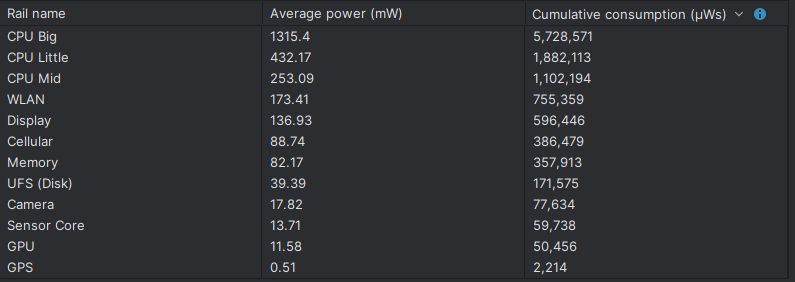 Rail name Average power (mW) Cumulative consumption (μWs)
CPU Big 1315.4 5,728,571
CPU Little 432.17 1,882,113
CPU Mid 253.09 1,102,194
WLAN 173.41 755,359
Display 136.93 596,446
Cellular 88.74 386,479
Memory 82.17 357,913
UFS (Disk) 39.39 171,575
Camera 17.82 77,634
Sensor Core 13.71 59,738
GPU 11.58 50,456
GPS 0.51 2,214